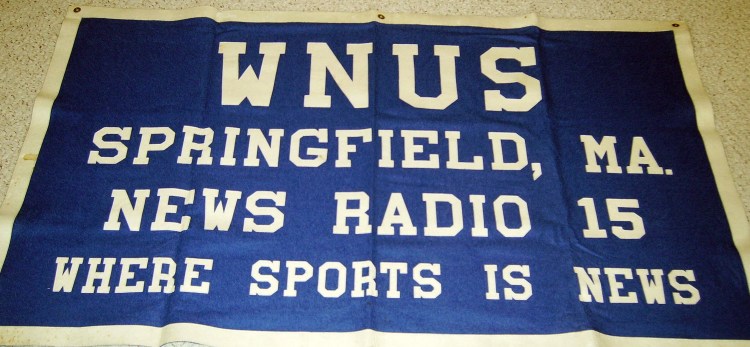 WNUS
SPRINGFIELD, MA.
NEWS RADIO 15
WHERE SPORTS IS NEWS